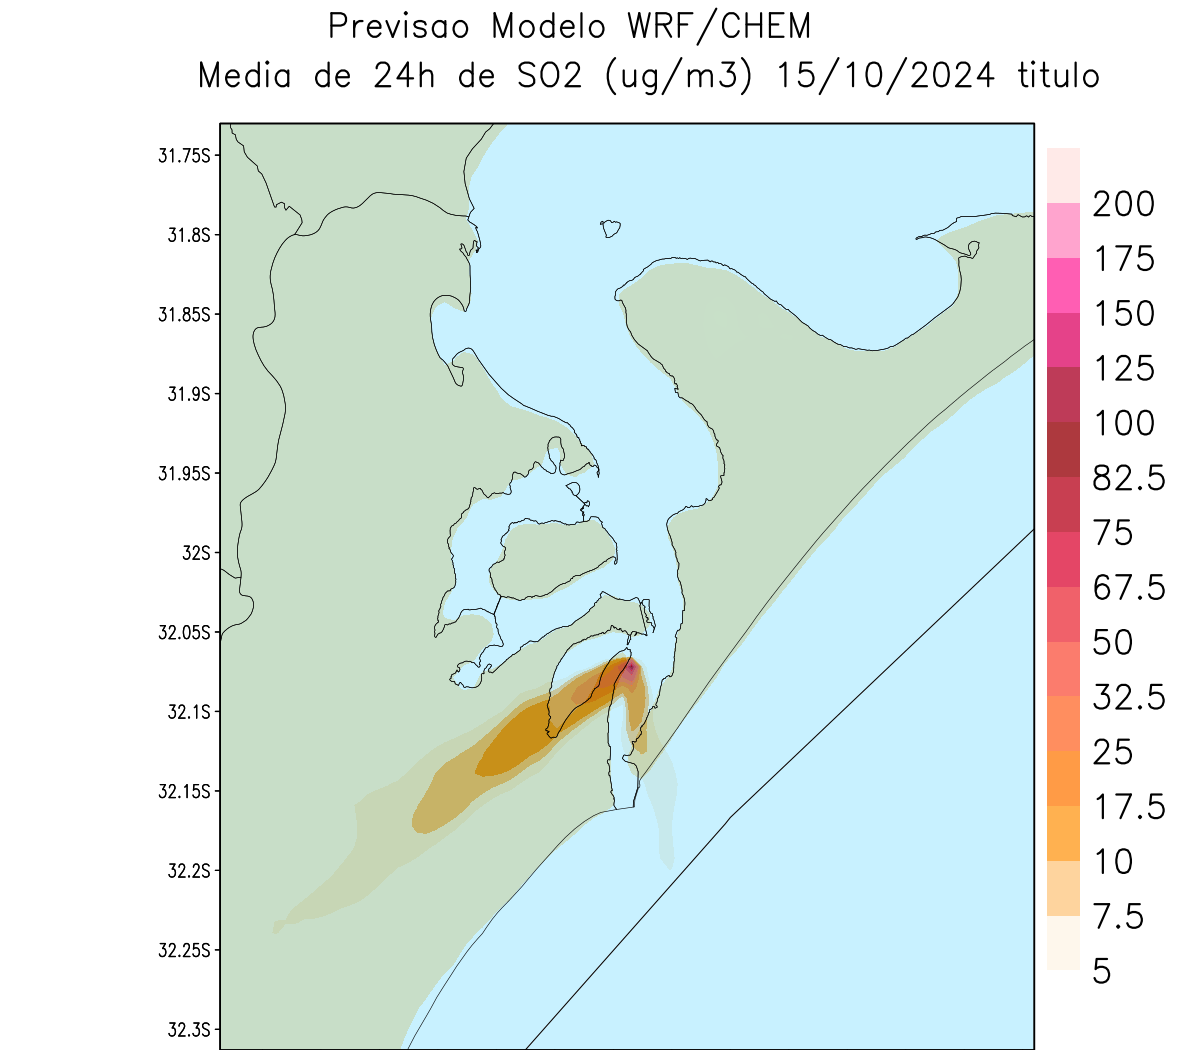 Previsao Modelo WRF/CHEM
Media de 24h de SO2 (ug/m3) 15/10/2024 titulo
31.75S
31.8S
31.85S
31.9S
31.95S
32S
32.05S
32.1S
32.15S
32.2S
32.25S
32.3S
200
175
150
125
100
82.5
75
67.5
50
32.5
25
17.5
10
7.5
5